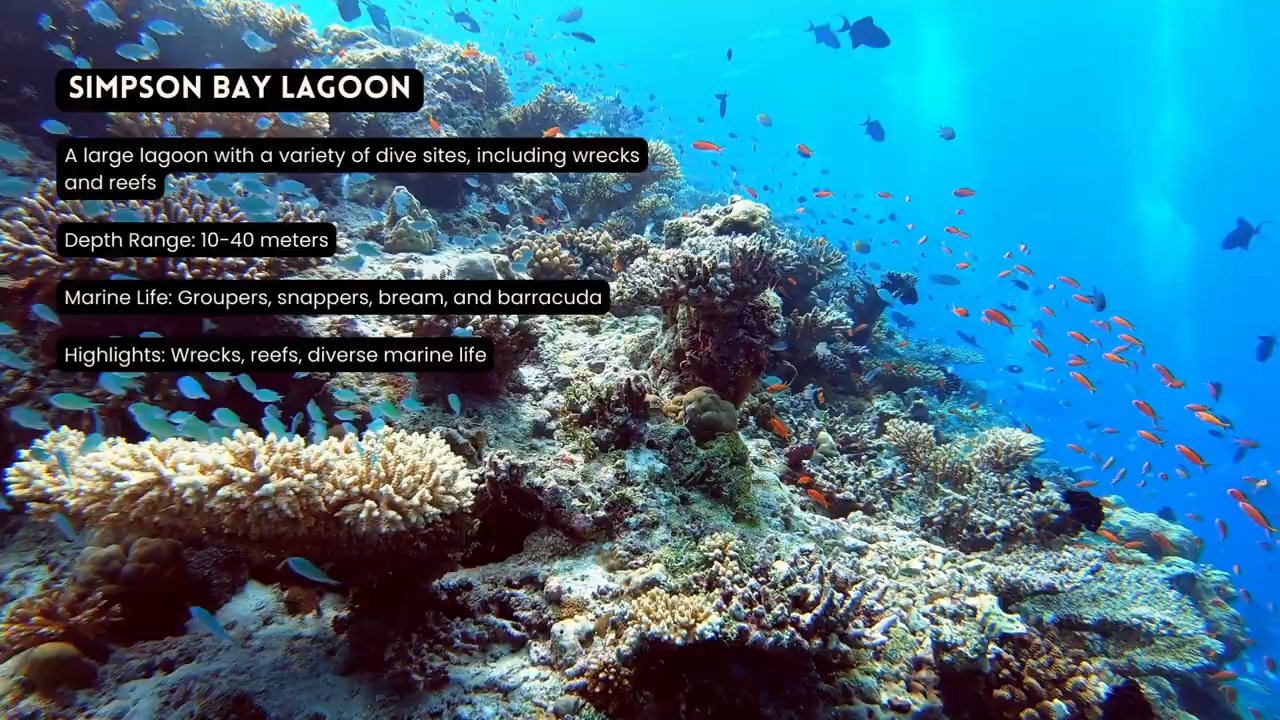 SIMPSON BAY LAGOON
A large lagoon with a variety of dive sites, including wrecks
and reefs
Depth Range: 10-40 meters
Marine Life: Groupers, snappers, bream, and barracuda
Highlights: Wrecks, reefs, diverse marine life